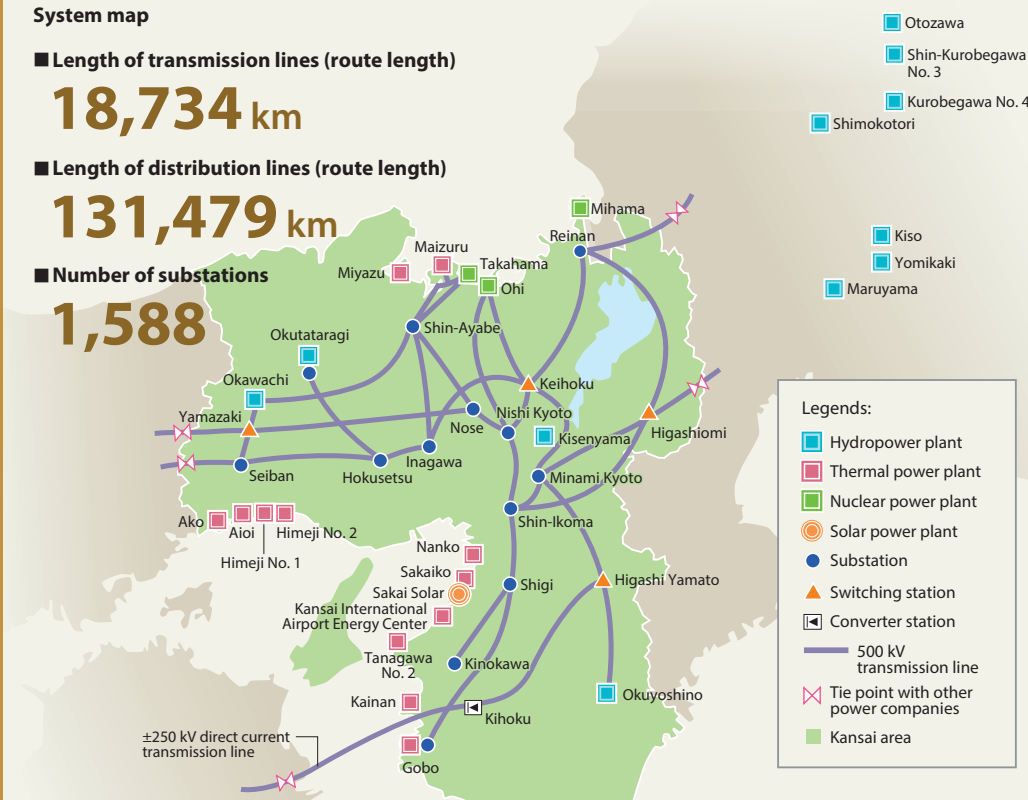 System map
■ Length of transmission lines (route length)
18,734 km
■ Length of distribution lines (route length)
131,479 km
■ Number of substations
1,588
Otozawa
Shin-Kurobegawa
No. 3
Kurobegawa No. 4
Shimokotori
Kiso
Yomikaki
Maruyama
Mihama
Reinan
Maizuru
Miyazu
Takahama
Ohi
Shin-Ayabe
Okutataragi
Okawachi
Keihoku
Yamazaki
Nose
Nishi Kyoto
Kisenyama
Higashiomi
Inagawa
Hokusetsu
Seiban
Minami Kyoto
Shin-Ikoma
Ako
Aioi
Himeji No. 2
Himeji No. 1
Nanko
Sakaiko
Sakai Solar
Kansai International
Airport Energy Center
Shigi
Higashi Yamato
Tanagawa
No. 2
Kinokawa
Kainan
Okuyoshino
Kihoku
Gobo
±250 kV direct current
transmission line
Legends:
Hydropower plant
Thermal power plant
Nuclear power plant
Solar power plant
Substation
Switching station
Converter station
500 kV
transmission line
Tie point with other
power companies
Kansai area